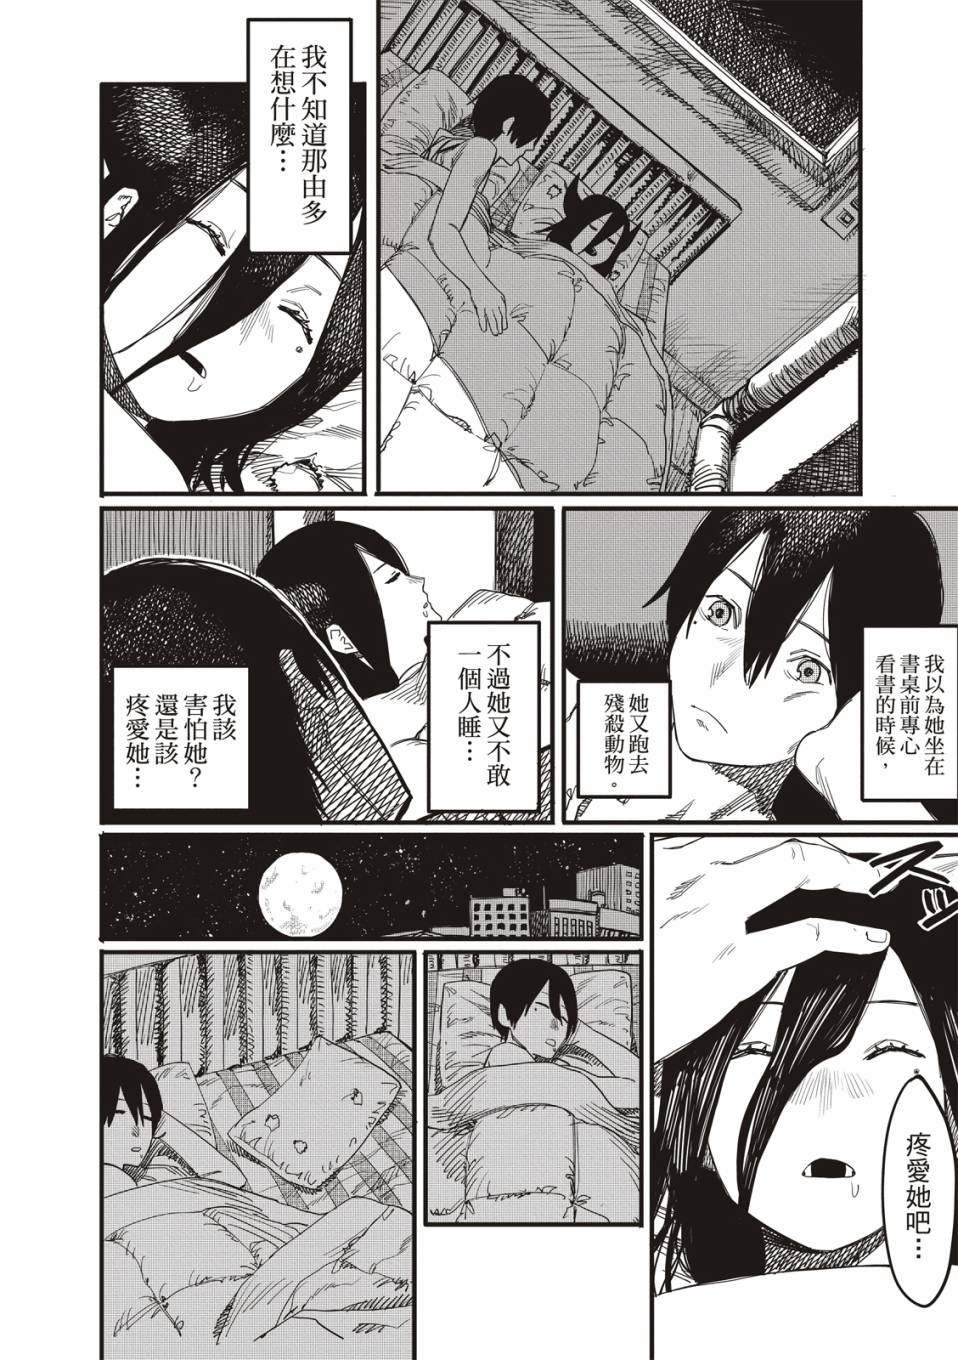 我不知道那由多
在想什麼…
我以為她坐在
書桌前專心
看書的時候，
她又跑去
殘殺動物。
不過她又不敢
一個人睡…
我該
害怕她？
還是該
疼愛她…
スッ
疼愛她吧…